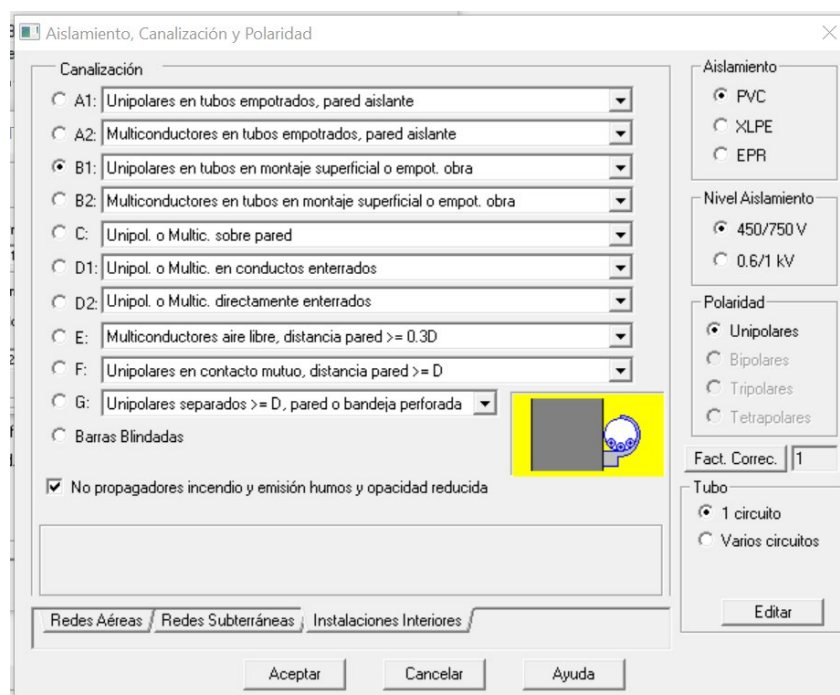 Aislamiento, Canalización y Polaridad
Canalización
A1: Unipolares en tubos empotrados, pared aislante
A2: Multiconductores en tubos empotrados, pared aislante
B1: Unipolares en tubos en montaje superficial o empot. obra
B2: Multiconductores en tubos en montaje superficial o empot. obra
C: Unipol. o Multic. sobre pared
D1: Unipol. o Multic. en conductos enterrados
D2: Unipol. o Multic. directamente enterrados
E: Multiconductores aire libre, distancia pared >= 0.3D
F: Unipolares en contacto mutuo, distancia pared >= D
G: Unipolares separados >= D, pared o bandeja perforada
Barras Blindadas
No propagadores incendio y emisión humos y opacidad reducida
Redes Aéreas
Redes Subterráneas
Instalaciones Interiores
Aislamiento
PVC
XLPE
EPR
Nivel Aislamiento
450/750 V
0.6/1 kV
Polaridad
Unipolares
Bipolares
Tripolares
Tetrapolares
Fact. Correc. 1
Tubo
1 circuito
Varios circuitos
Editar
Aceptar
Cancelar
Ayuda